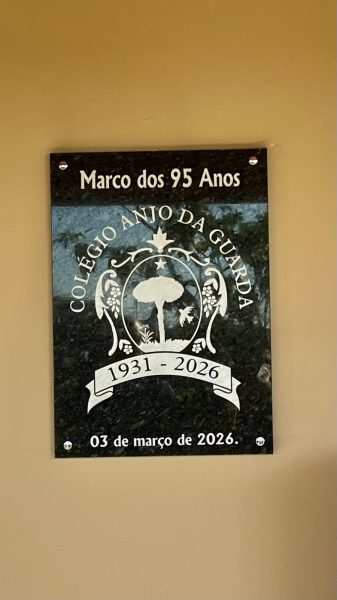 Marco dos 95 Anos
COLÉGIO ANJO DA GUARDA
1931 - 2026
03 de março de 2026.